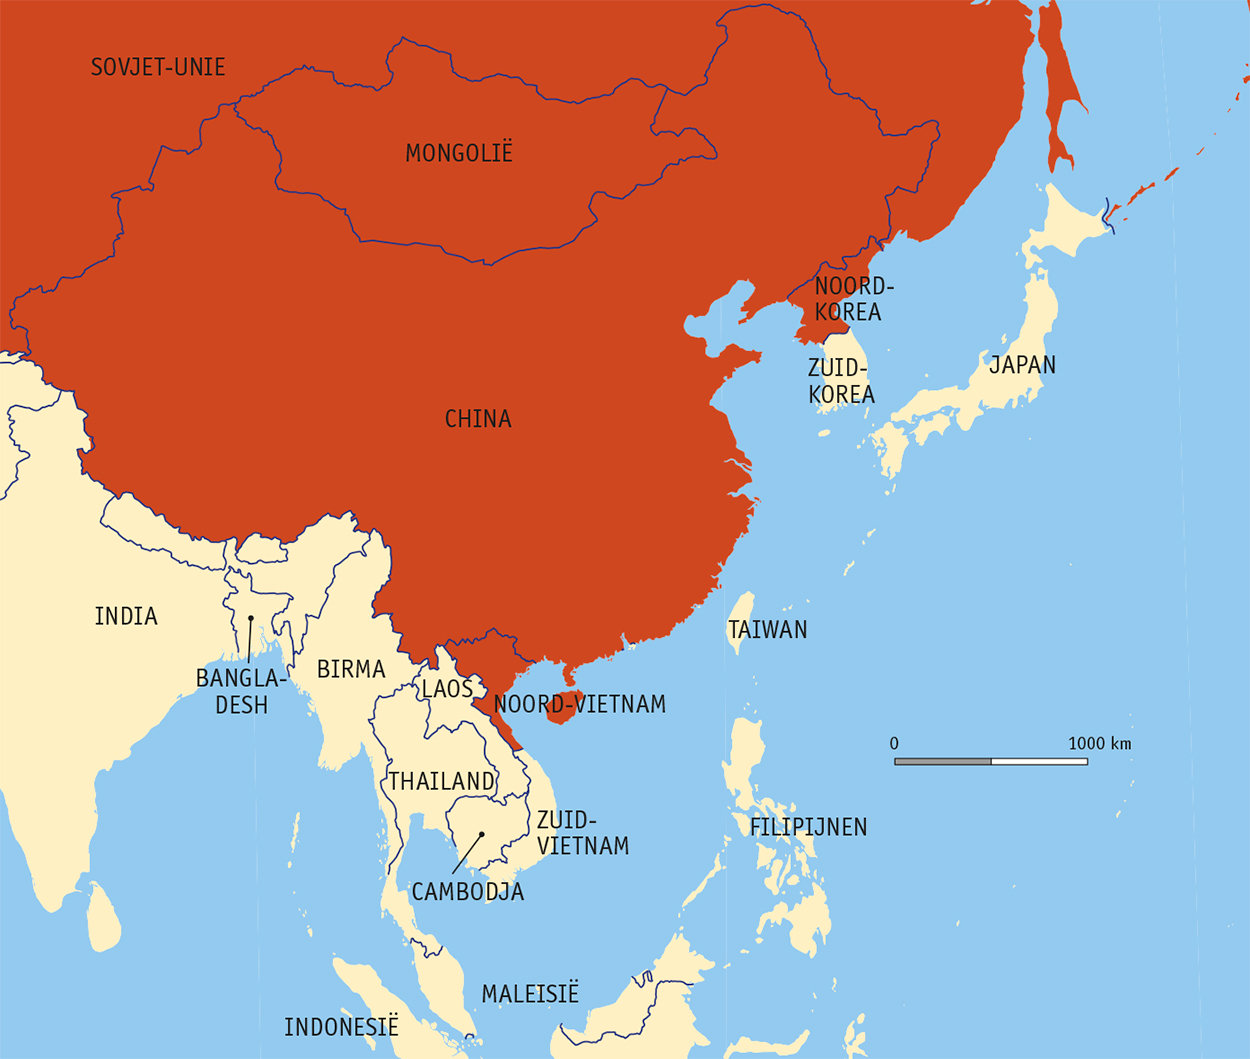 SOVJET-UNIE
MONGOLIË
NOORD-
KOREA
ZUID-
KOREA
JAPAN
CHINA
INDIA
TAIWAN
BIRMA
BANGLA-
DESH
LAOS
NOORD-VIETNAM
0 1000 km
THAILAND
ZUID-
VIETNAM
FILIPIJNEN
CAMBODJA
MALEISIË
INDONESIË